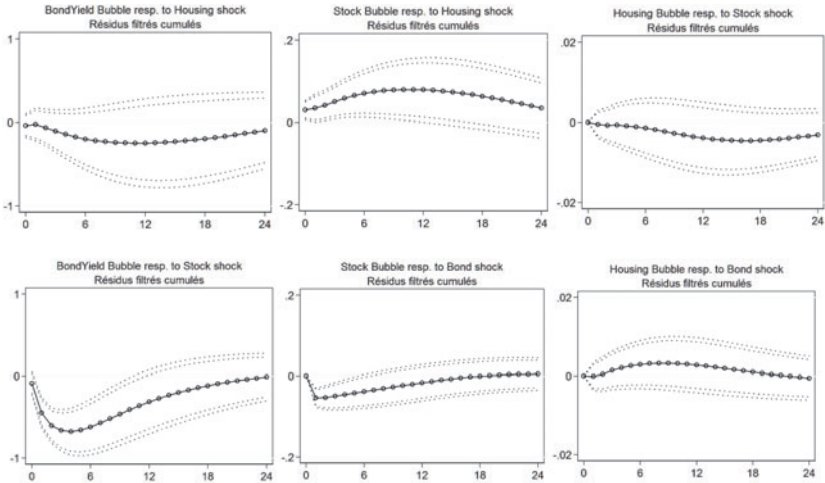 BondYield Bubble resp. to Housing shock
Résidus filtrés cumulés
1
0
-1
0 6 12 18 24
Stock Bubble resp. to Housing shock
Résidus filtrés cumulés
.2
0
-.2
0 6 12 18 24
Housing Bubble resp. to Stock shock
Résidus filtrés cumulés
.02
0
-.02
0 6 12 18 24
BondYield Bubble resp. to Stock shock
Résidus filtrés cumulés
1
0
-1
0 6 12 18 24
Stock Bubble resp. to Bond shock
Résidus filtrés cumulés
.2
0
-.2
0 6 12 18 24
Housing Bubble resp. to Bond shock
Résidus filtrés cumulés
.02
0
-.02
0 6 12 18 24